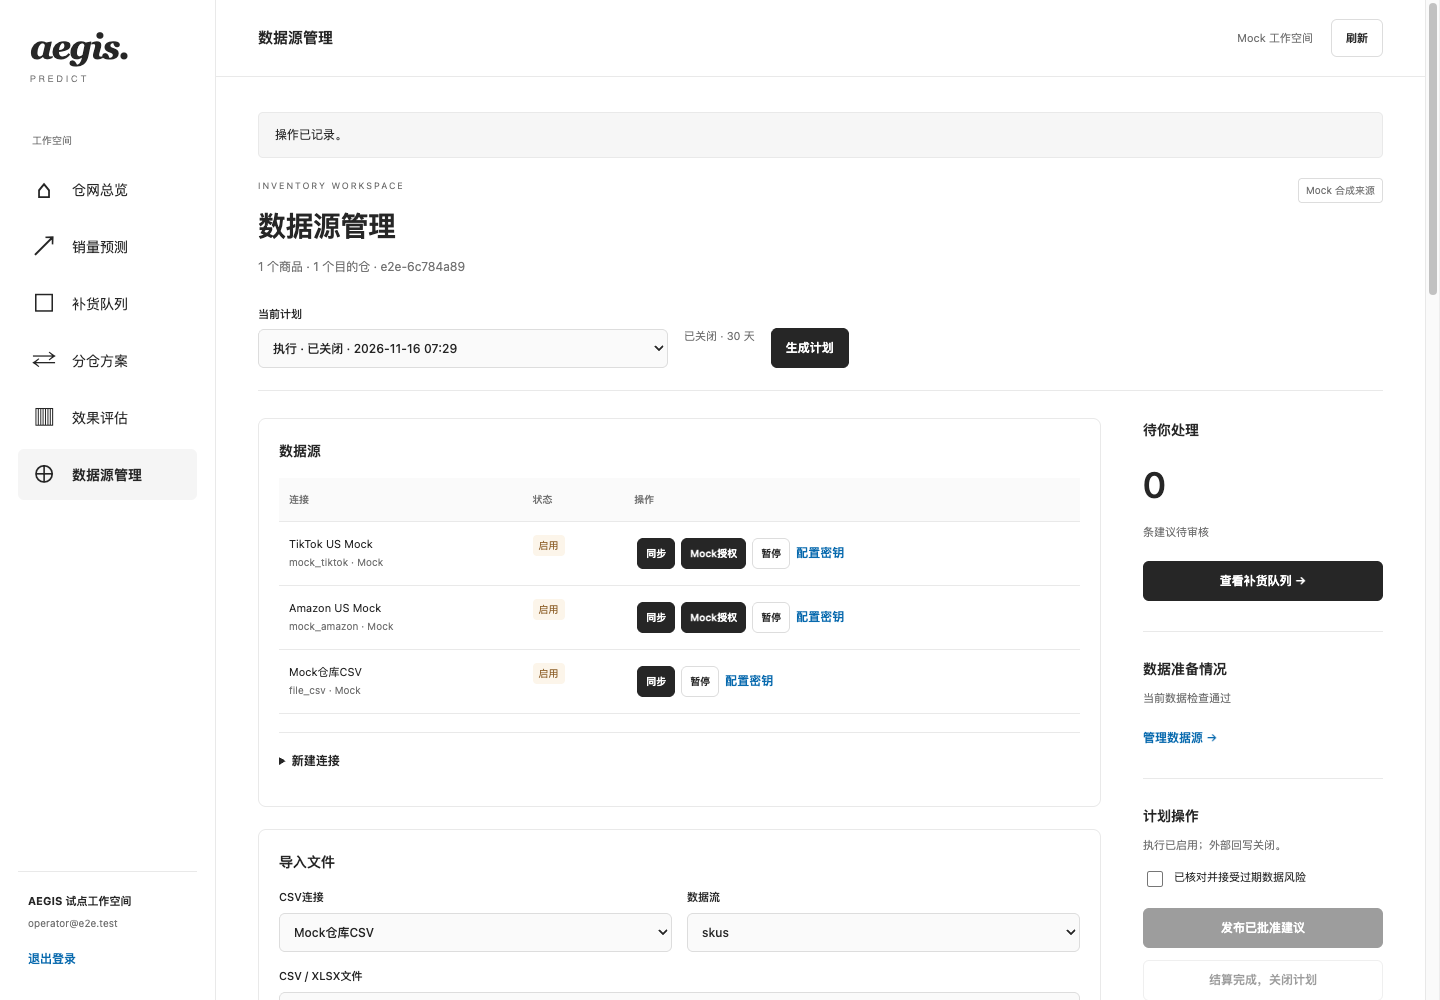 aegis.
PREDICT
工作空间
仓网总览
销量预测
补货队列
分仓方案
效果评估
数据源管理
AEGIS 试点工作空间
operator@e2e.test
退出登录
数据源管理
Mock 工作空间
刷新
操作已记录。
INVENTORY WORKSPACE
Mock 合成来源
数据源管理
1 个商品 · 1 个目的仓 · e2e-6c784a89
当前计划
执行 · 已关闭 · 2026-11-16 07:29
已关闭 · 30 天
生成计划
数据源
连接 状态 操作
TikTok US Mock
mock_tiktok · Mock
启用
同步 Mock授权 暂停 配置密钥
Amazon US Mock
mock_amazon · Mock
启用
同步 Mock授权 暂停 配置密钥
Mock仓库CSV
file_csv · Mock
启用
同步 暂停 配置密钥
新建连接
导入文件
CSV连接 数据流
Mock仓库CSV skus
CSV / XLSX文件
待你处理
0
条建议待审核
查看补货队列 →
数据准备情况
当前数据检查通过
管理数据源 →
计划操作
执行已启用；外部回写关闭。
已核对并接受过期数据风险
发布已批准建议
结算完成，关闭计划